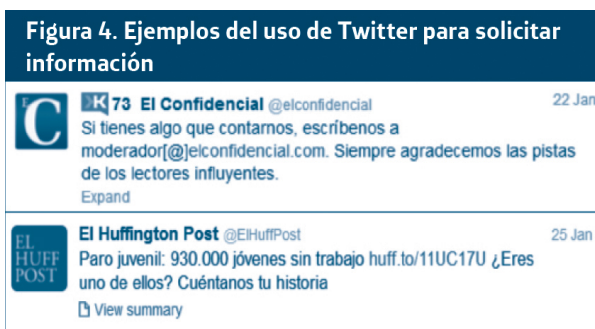 Figura 4. Ejemplos del uso de Twitter para solicitar
información
E
C
K 73 El Confidencial @elconfidencial 22 Jan
Si tienes algo que contarnos, escríbenos a
moderador[@]elconfidencial.com. Siempre agradecemos las pistas
de los lectores influyentes.
Expand
EL
HUFF
POST
El Huffington Post @ElHuffPost 25 Jan
Paro juvenil: 930.000 jóvenes sin trabajo huff.to/11UC17U ¿Eres
uno de ellos? Cuéntanos tu historia
View summary